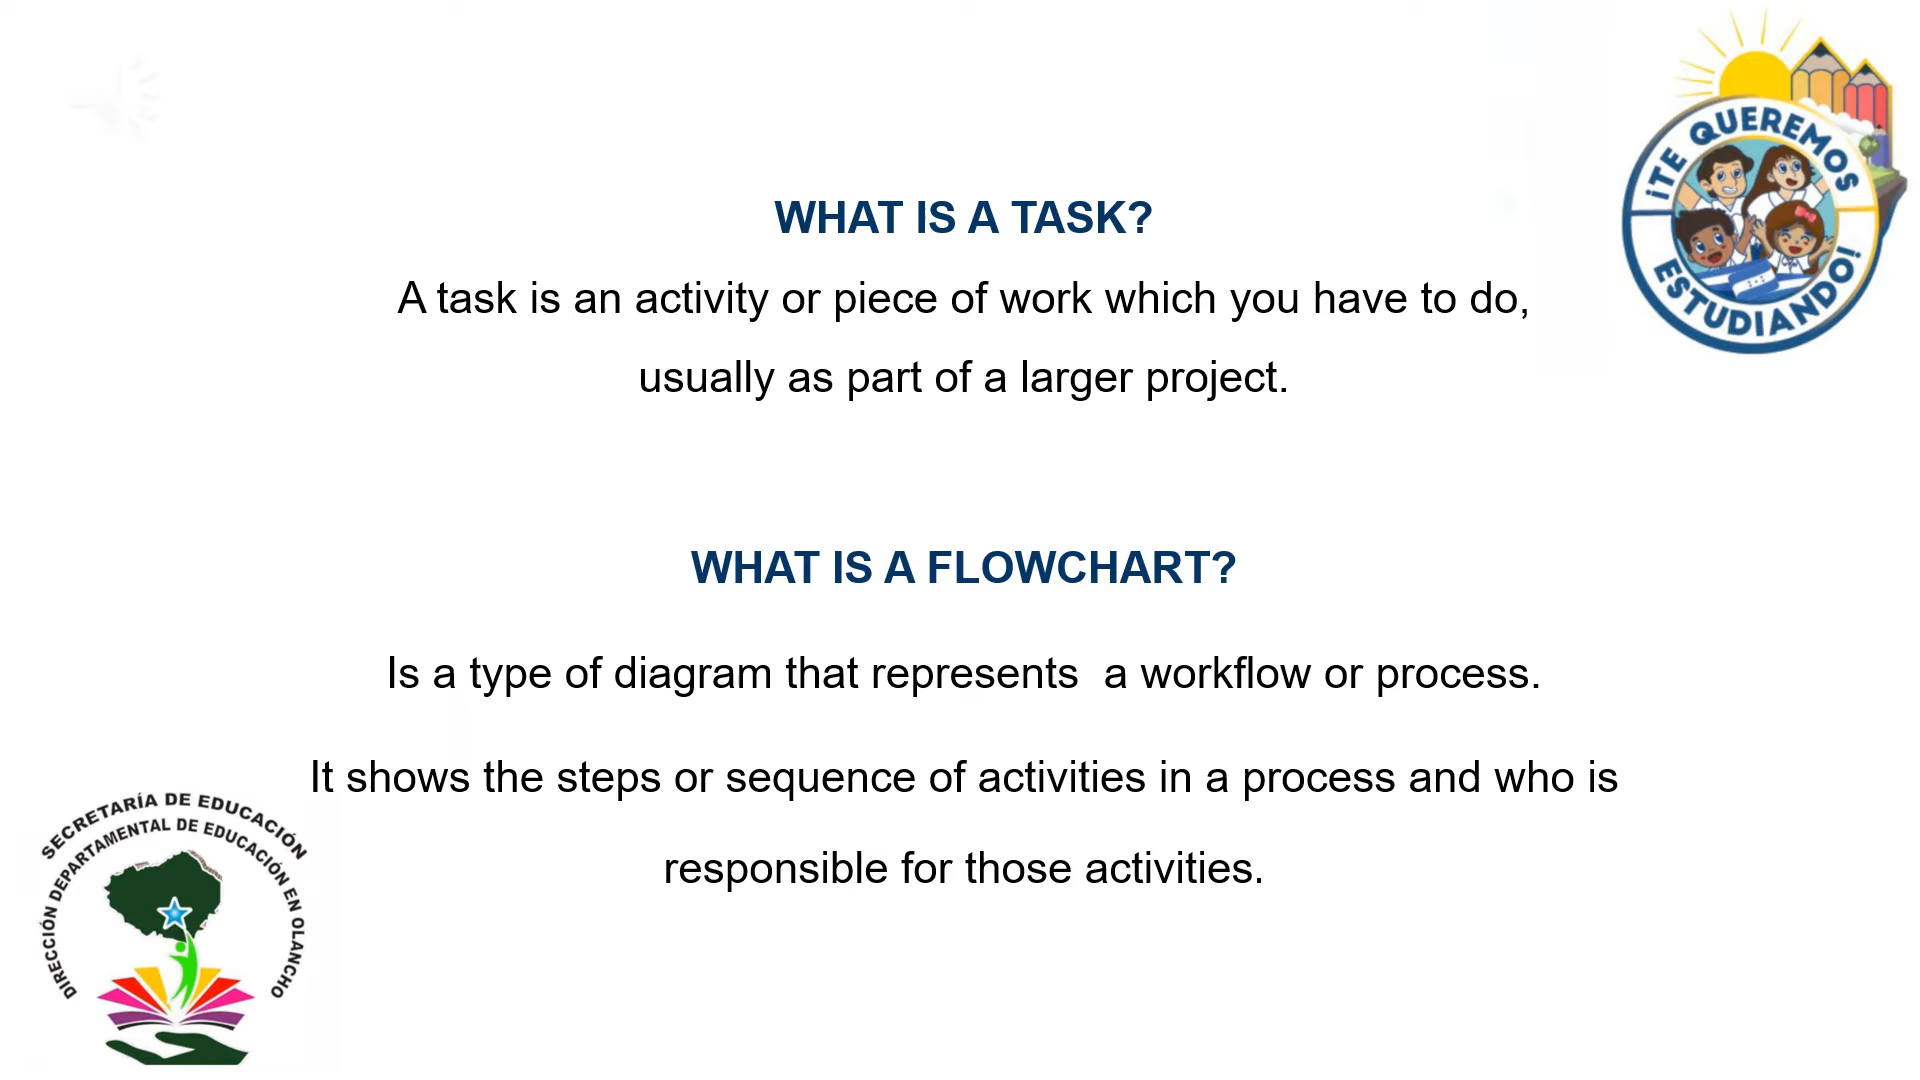 ¡TE QUEREMOS
ESTUDIANDO!
WHAT IS A TASK?
A task is an activity or piece of work which you have to do,
usually as part of a larger project.
WHAT IS A FLOWCHART?
Is a type of diagram that represents  a workflow or process.
It shows the steps or sequence of activities in a process and who is
responsible for those activities.
SECRETARÍA DE EDUCACIÓN
DIRECCIÓN DEPARTAMENTAL DE EDUCACIÓN EN OLANCHO